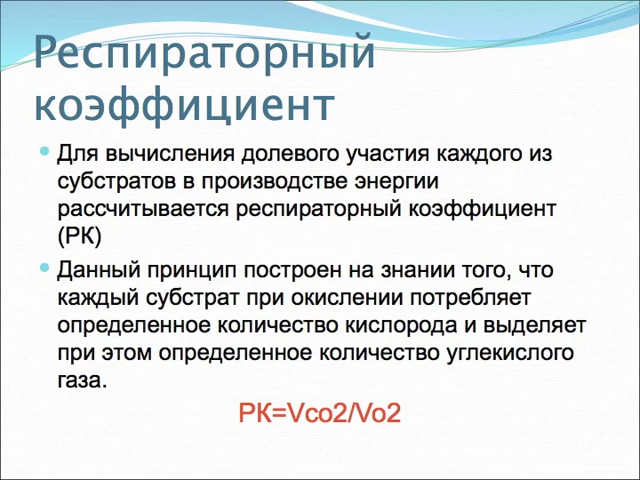 Респираторный
коэффициент
Для вычисления долевого участия каждого из
субстратов в производстве энергии
рассчитывается респираторный коэффициент
(РК)
Данный принцип построен на знании того, что
каждый субстрат при окислении потребляет
определенное количество кислорода и выделяет
при этом определенное количество углекислого
газа.
РК=Vco2/Vo2